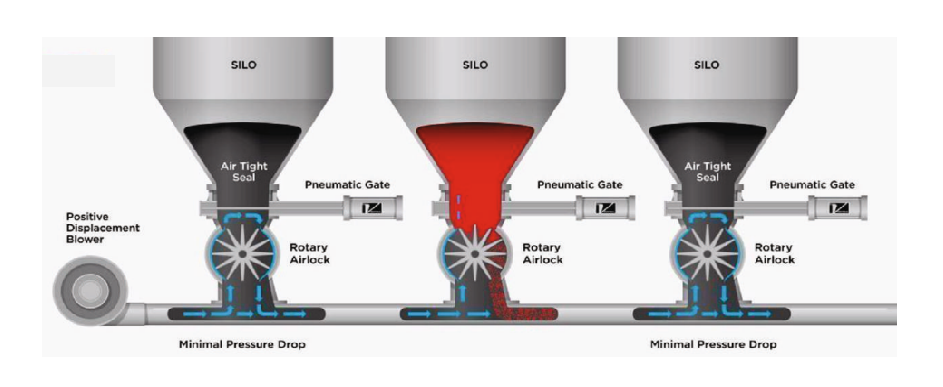 SILO
SILO
SILO
Air Tight
Seal
Air Tight
Seal
Pneumatic Gate
Pneumatic Gate
Pneumatic Gate
Positive
Displacement
Blower
Rotary
Airlock
Rotary
Airlock
Rotary
Airlock
Minimal Pressure Drop
Minimal Pressure Drop